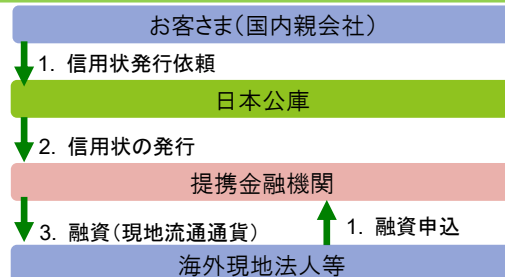 お客さま（国内親会社）
1. 信用状発行依頼
日本公庫
2. 信用状の発行
提携金融機関
3. 融資（現地流通通貨）
1. 融資申込
海外現地法人等